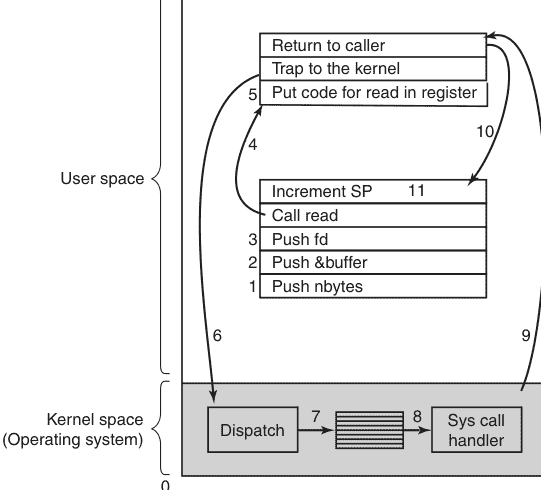 Return to caller
Trap to the kernel
5 Put code for read in register
4
10
User space
Increment SP 11
Call read
3 Push fd
2 Push &buffer
1 Push nbytes
6
9
Kernel space
(Operating system)
Dispatch
7
8
Sys call
handler
0